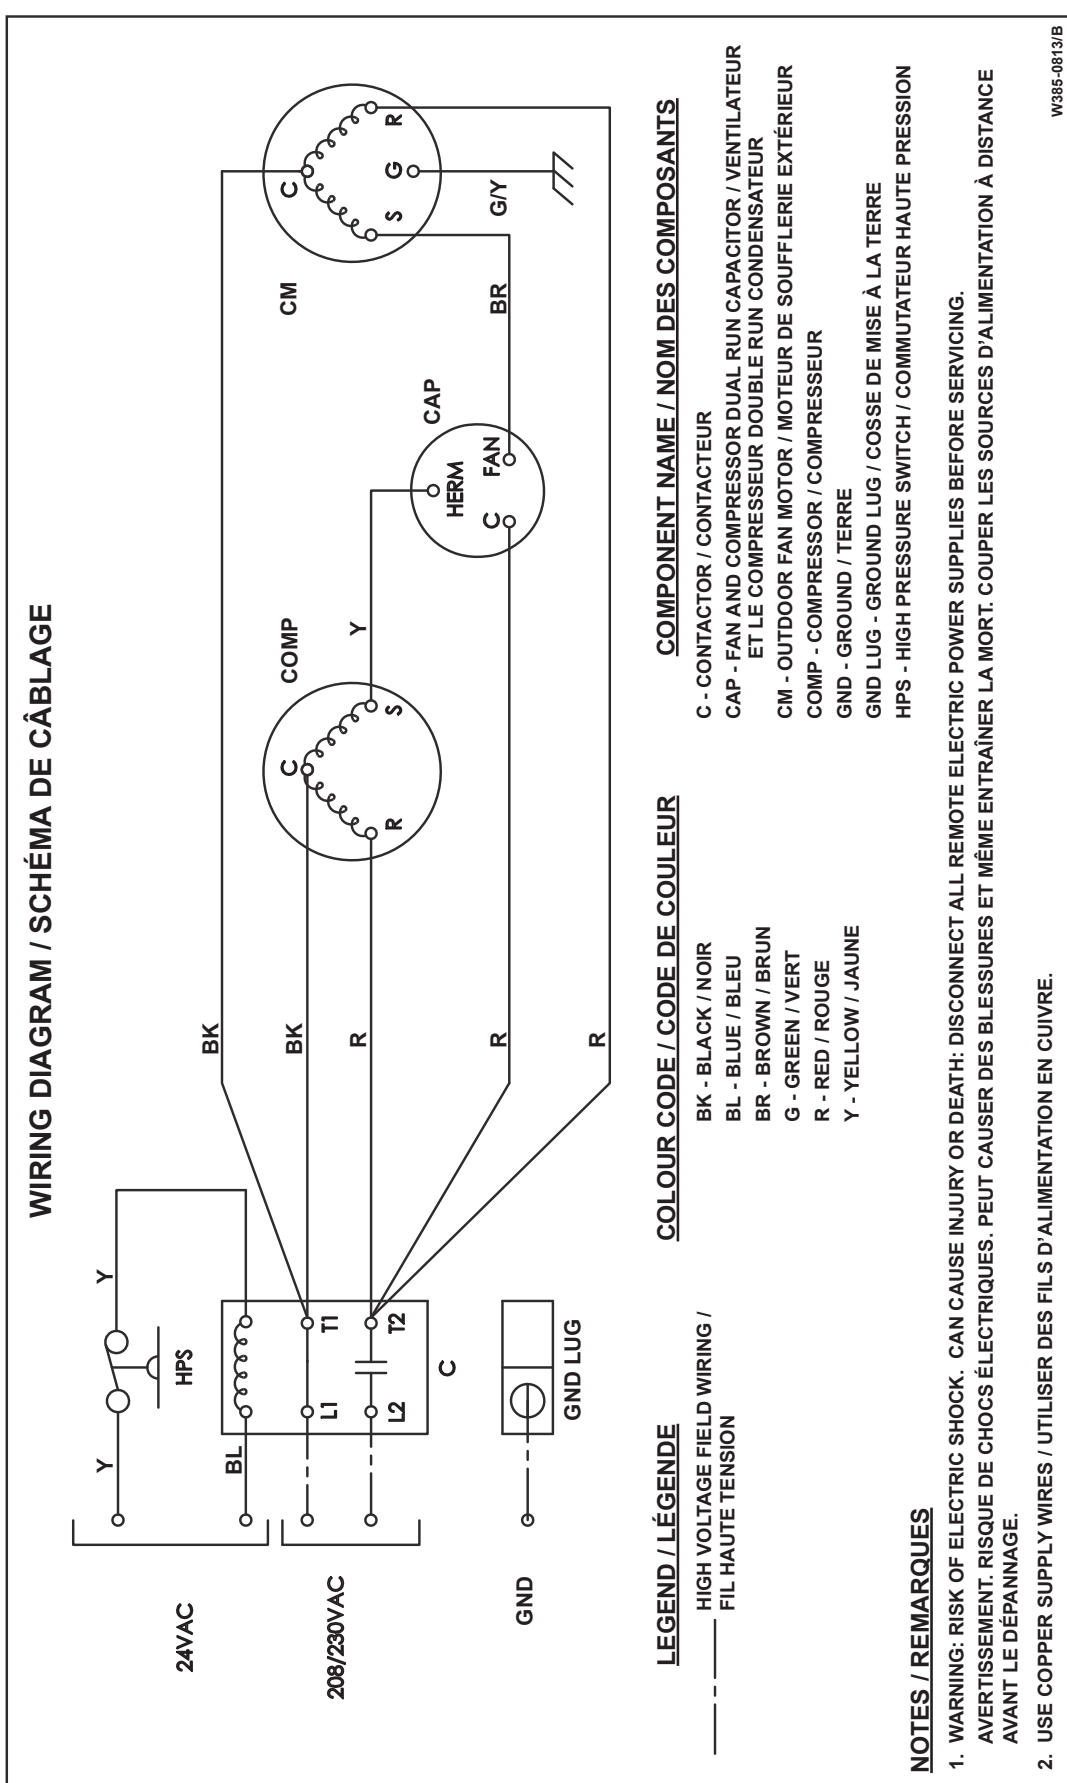 WIRING DIAGRAM / SCHÉMA DE CÂBLAGE
24VAC
Y
Y
HPS
BL
208/230VAC
L1
T1
L2
T2
C
GND
GND LUG
BK
BK
R
R
R
COMP
C
R
S
Y
CAP
HERM
C
FAN
BR
CM
C
S
G
R
G/Y
LEGEND / LÉGENDE
HIGH VOLTAGE FIELD WIRING /
FIL HAUTE TENSION
COLOUR CODE / CODE DE COULEUR
BK - BLACK / NOIR
BL - BLUE / BLEU
BR - BROWN / BRUN
G - GREEN / VERT
R - RED / ROUGE
Y - YELLOW / JAUNE
COMPONENT NAME / NOM DES COMPOSANTS
C - CONTACTOR / CONTACTEUR
CAP - FAN AND COMPRESSOR DUAL RUN CAPACITOR / VENTILATEUR
ET LE COMPRESSEUR DOUBLE RUN CONDENSATEUR
CM - OUTDOOR FAN MOTOR / MOTEUR DE SOUFFLERIE EXTÉRIEUR
COMP - COMPRESSOR / COMPRESSEUR
GND - GROUND / TERRE
GND LUG - GROUND LUG / COSSE DE MISE À LA TERRE
HPS - HIGH PRESSURE SWITCH / COMMUTATEUR HAUTE PRESSION
NOTES / REMARQUES
1. WARNING: RISK OF ELECTRIC SHOCK. CAN CAUSE INJURY OR DEATH: DISCONNECT ALL REMOTE ELECTRIC POWER SUPPLIES BEFORE SERVICING.
AVERTISSEMENT. RISQUE DE CHOCS ÉLECTRIQUES. PEUT CAUSER DES BLESSURES ET MÊME ENTRAÎNER LA MORT. COUPER LES SOURCES D'ALIMENTATION À DISTANCE
AVANT LE DÉPANNAGE.
2. USE COPPER SUPPLY WIRES / UTILISER DES FILS D'ALIMENTATION EN CUIVRE.
W385-0813/B